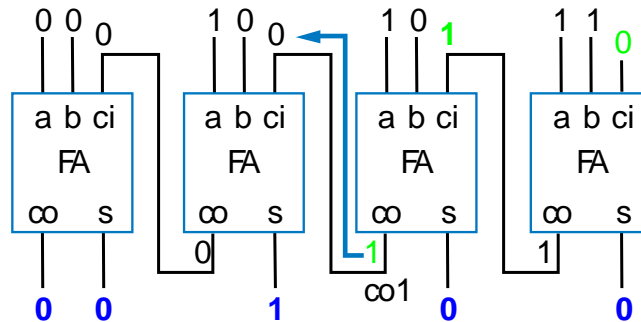 0 0 0 1 0 0 1 0 1 1 1 0
a b ci a b ci a b ci a b ci
FA FA FA FA
co s co s co s co s
0 1 1
co1
0 0 1 0 0